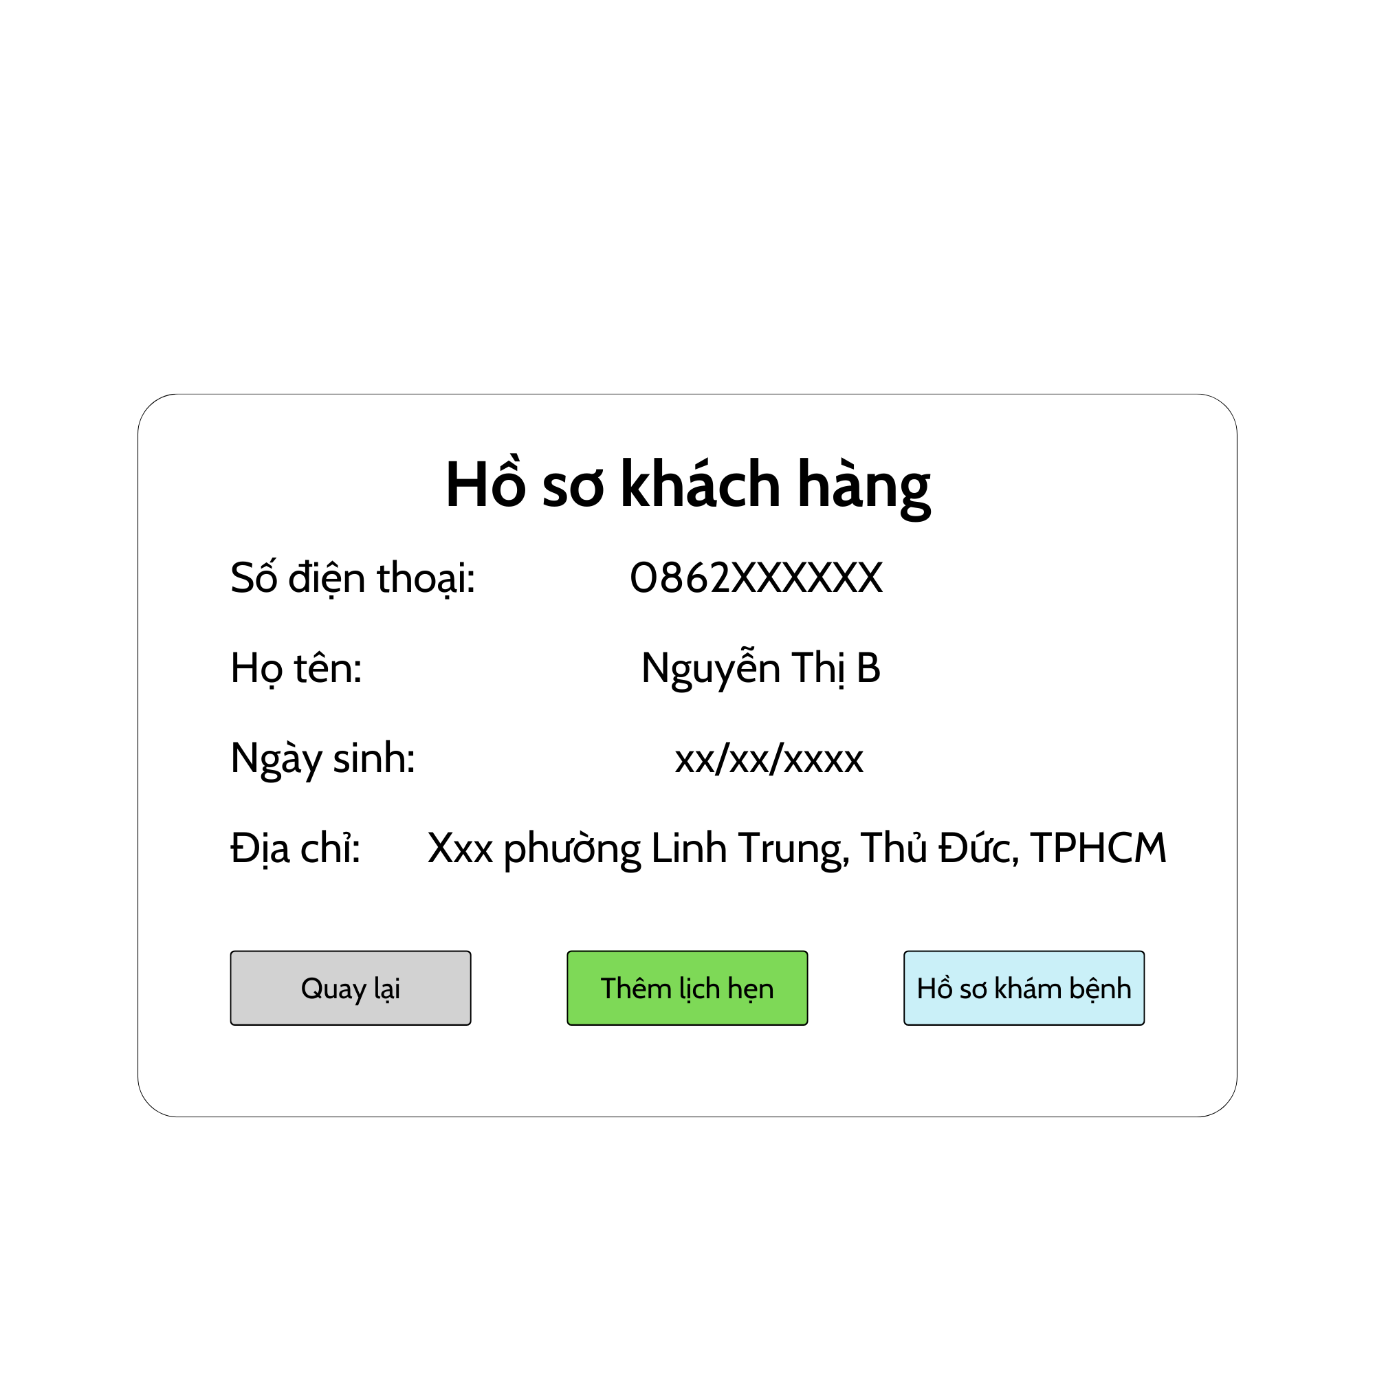 Hồ sơ khách hàng
Số điện thoại: 0862XXXXXX
Họ tên: Nguyễn Thị B
Ngày sinh: xx/xx/xxxx
Địa chỉ: Xxx phường Linh Trung, Thủ Đức, TPHCM
Quay lại Thêm lịch hẹn Hồ sơ khám bệnh